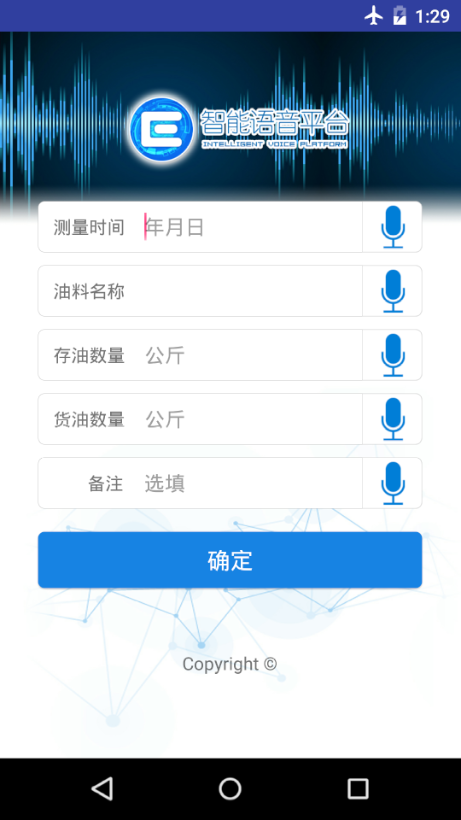 1:29
E
智能语音平台
INTELLIGENT VOICE PLATFORM
测量时间 年月日
油料名称
存油数量 公斤
货油数量 公斤
备注 选填
确定
Copyright ©